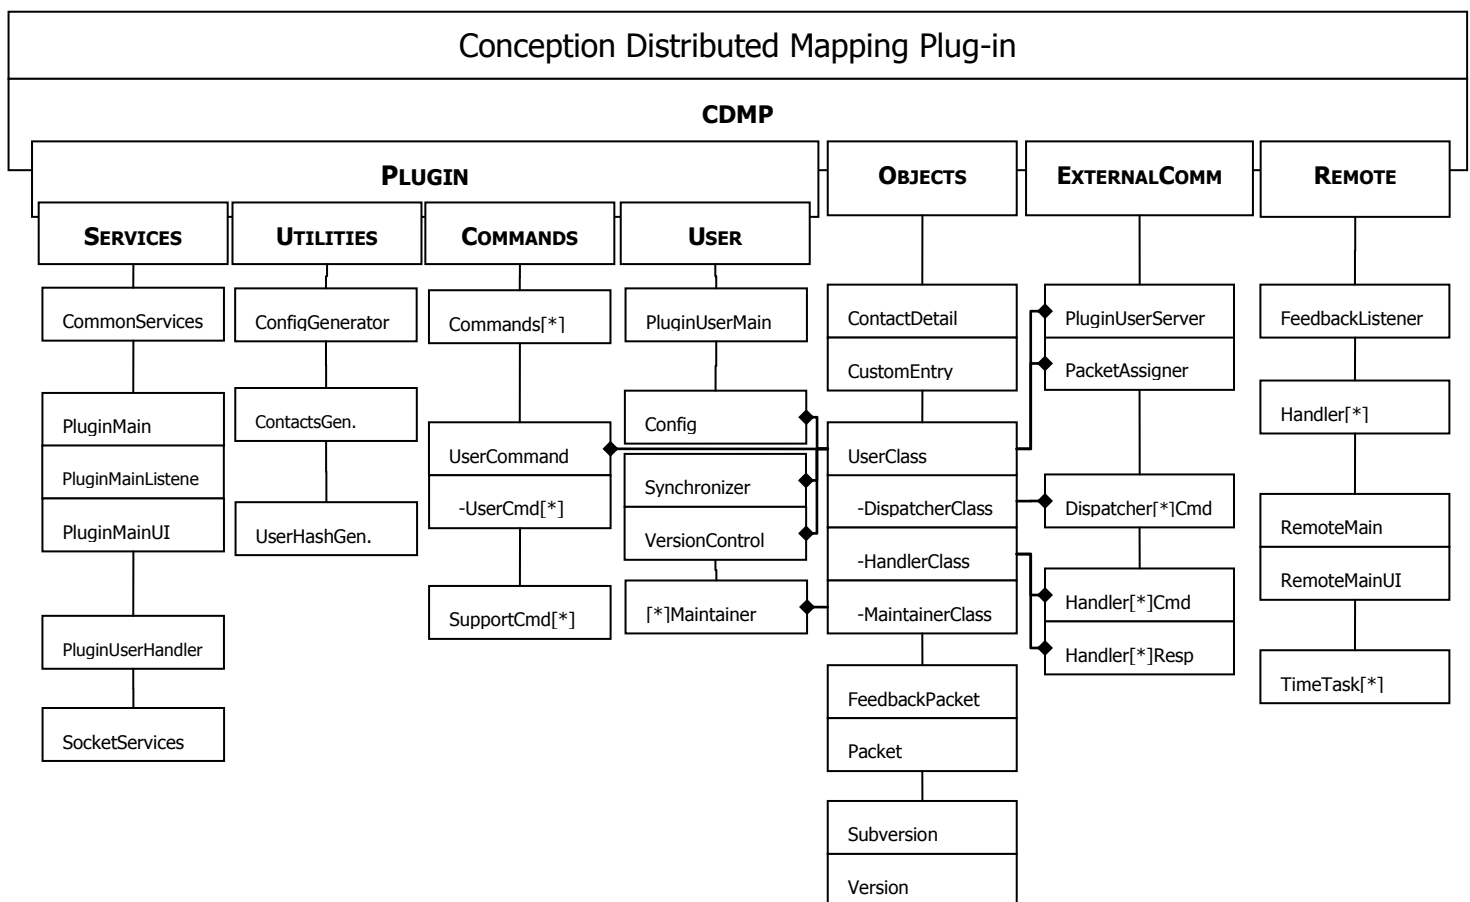 Conception Distributed Mapping Plug-in
CDMP
PLUGIN
OBJECTS
EXTERNALCOMM
REMOTE
SERVICES
UTILITIES
COMMANDS
USER
CommonServices
PluginMain
PluginMainListene
PluginMainUI
PluginUserHandler
SocketServices
ConfigGenerator
ContactsGen.
UserHashGen.
Commands[*]
UserCommand
-UserCmd[*]
SupportCmd[*]
PluginUserMain
Config
Synchronizer
VersionControl
[*]Maintainer
ContactDetail
CustomEntry
UserClass
-DispatcherClass
-HandlerClass
-MaintainerClass
FeedbackPacket
Packet
Subversion
Version
PluginUserServer
PacketAssigner
Dispatcher[*]Cmd
Handler[*]Cmd
Handler[*]Resp
FeedbackListener
Handler[*]
RemoteMain
RemoteMainUI
TimeTask[*]